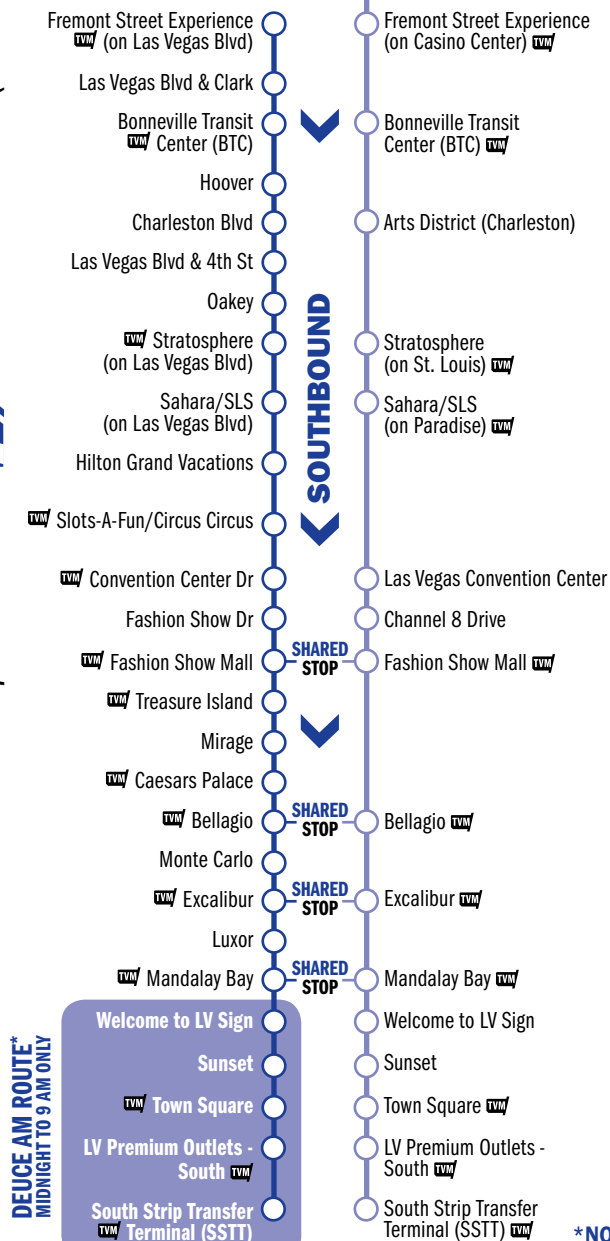 Fremont Street Experience
TVM (on Las Vegas Blvd)
Las Vegas Blvd & Clark
Bonneville Transit
TVM Center (BTC)
Hoover
Charleston Blvd
Las Vegas Blvd & 4th St
Oakey
TVM Stratosphere
(on Las Vegas Blvd)
Sahara/SLS
(on Las Vegas Blvd)
Hilton Grand Vacations
TVM Slots-A-Fun/Circus Circus
TVM Convention Center Dr
Fashion Show Dr
TVM Fashion Show Mall
TVM Treasure Island
Mirage
TVM Caesars Palace
TVM Bellagio
Monte Carlo
TVM Excalibur
Luxor
TVM Mandalay Bay
Welcome to LV Sign
Sunset
TVM Town Square
LV Premium Outlets -
South TVM
South Strip Transfer
TVM Terminal (SSTT)
DEUCE AM ROUTE*
MIDNIGHT TO 9 AM ONLY
SOUTHBOUND
SHARED
STOP
SHARED
STOP
SHARED
STOP
SHARED
STOP
Fremont Street Experience
(on Casino Center) TVM
Bonneville Transit
Center (BTC) TVM
Arts District (Charleston)
Stratosphere
(on St. Louis) TVM
Sahara/SLS
(on Paradise) TVM
Las Vegas Convention Center
Channel 8 Drive
Fashion Show Mall TVM
Bellagio TVM
Excalibur TVM
Mandalay Bay TVM
Welcome to LV Sign
Sunset
Town Square TVM
LV Premium Outlets -
South TVM
South Strip Transfer
Terminal (SSTT) TVM
*NO